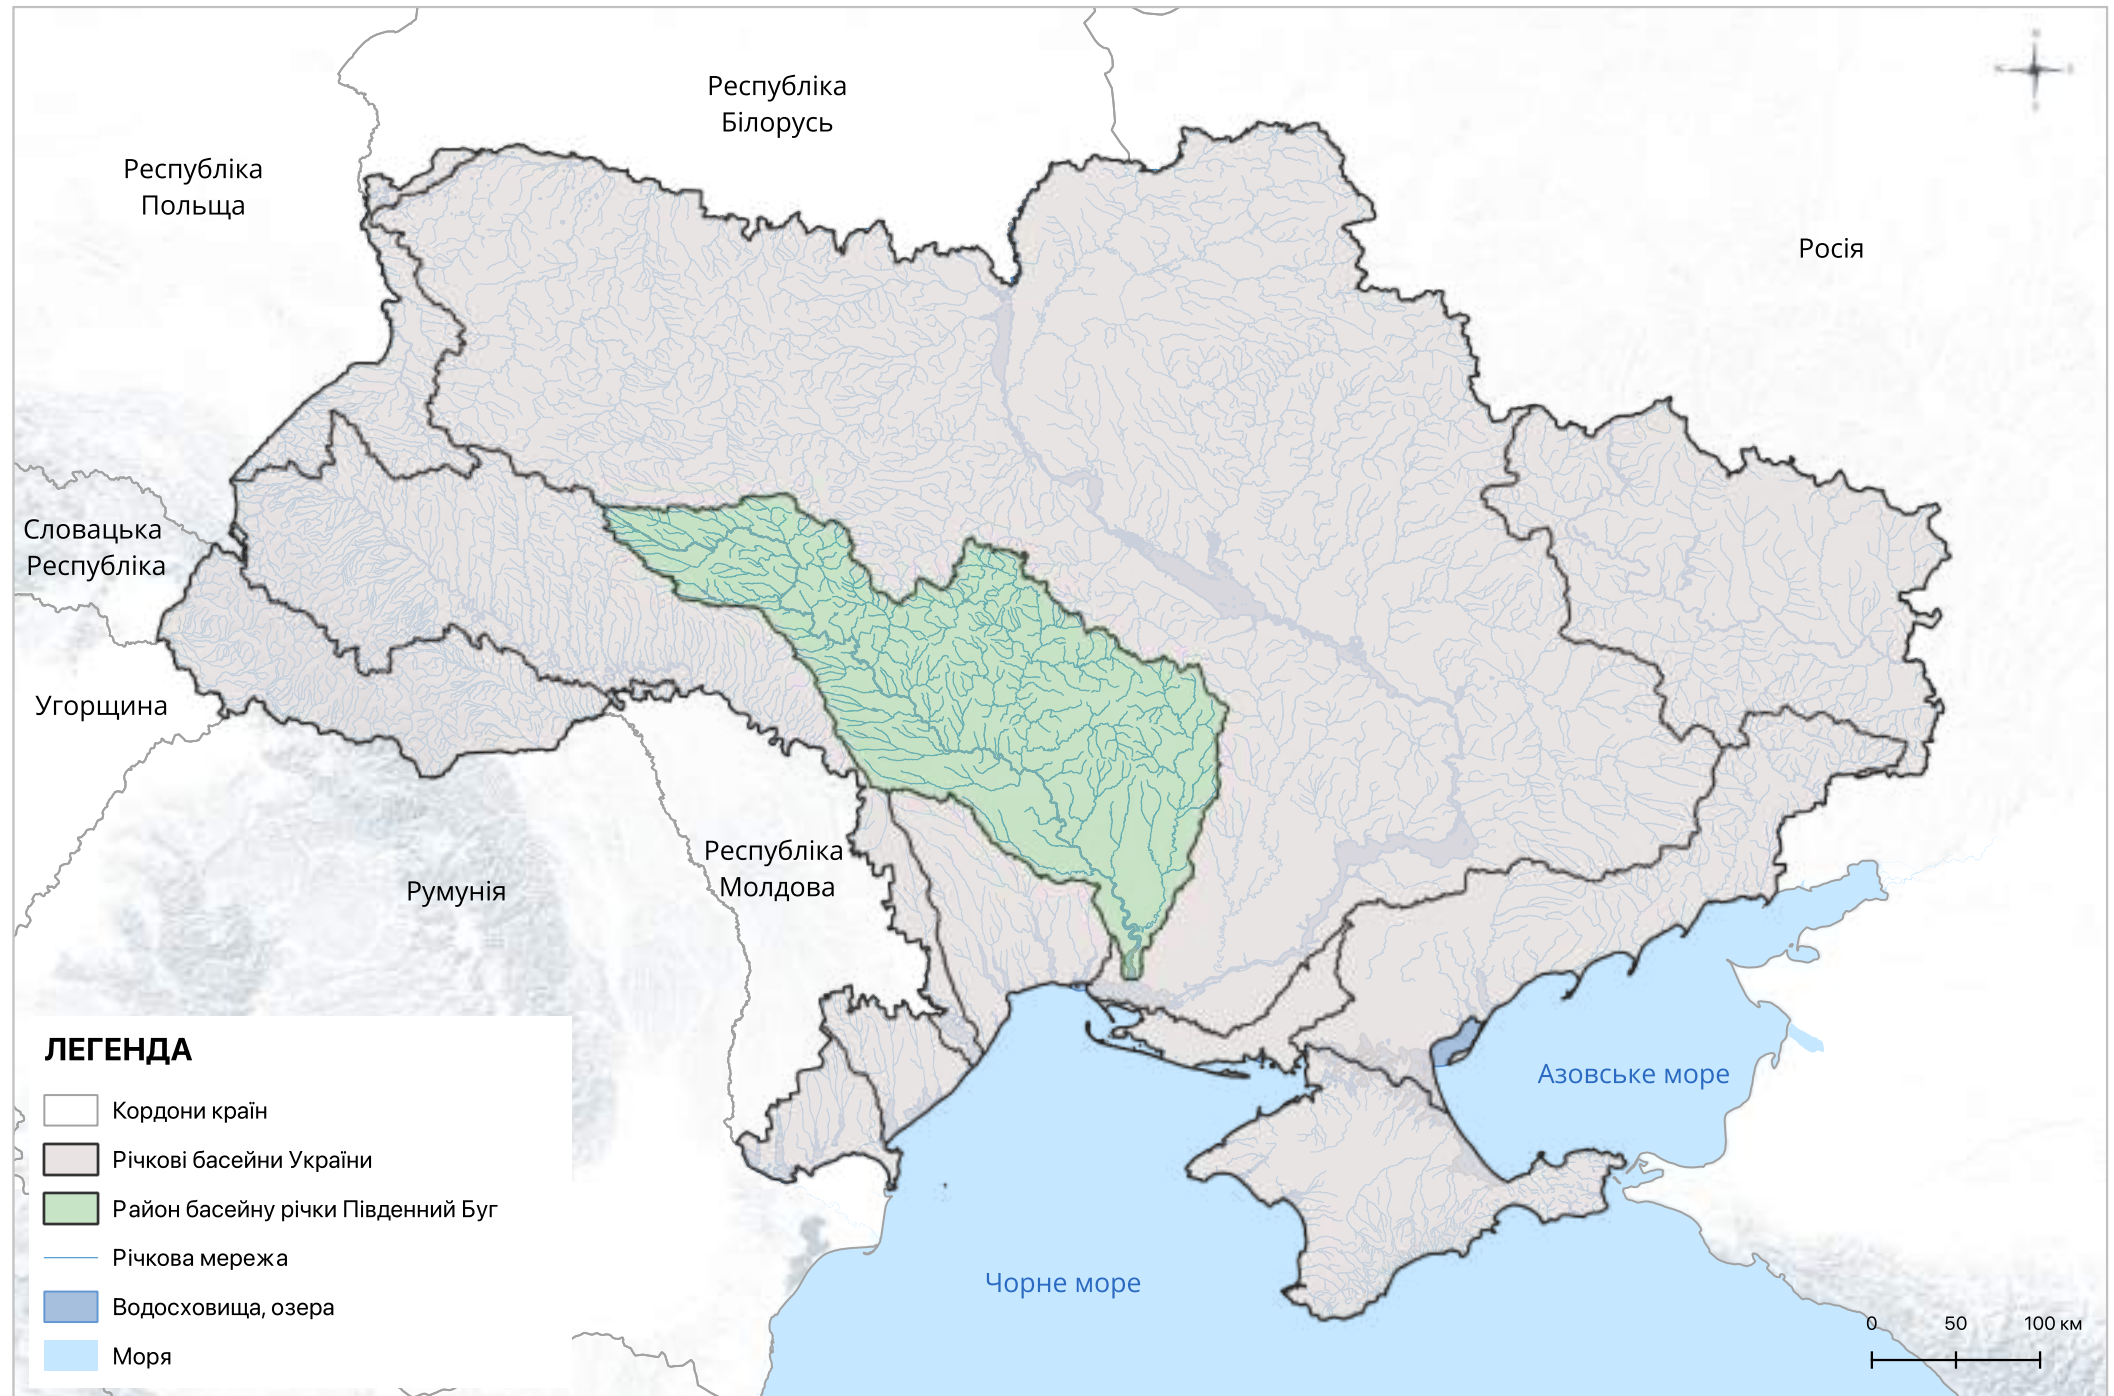 Республіка
Білорусь
Республіка
Польща
Росія
Словацька
Республіка
Угорщина
Республіка
Молдова
Румунія
Азовське море
Чорне море
ЛЕГЕНДА
Кордони країн
Річкові басейни України
Район басейну річки Південний Буг
Річкова мережа
Водосховища, озера
Моря
0 50 100 км